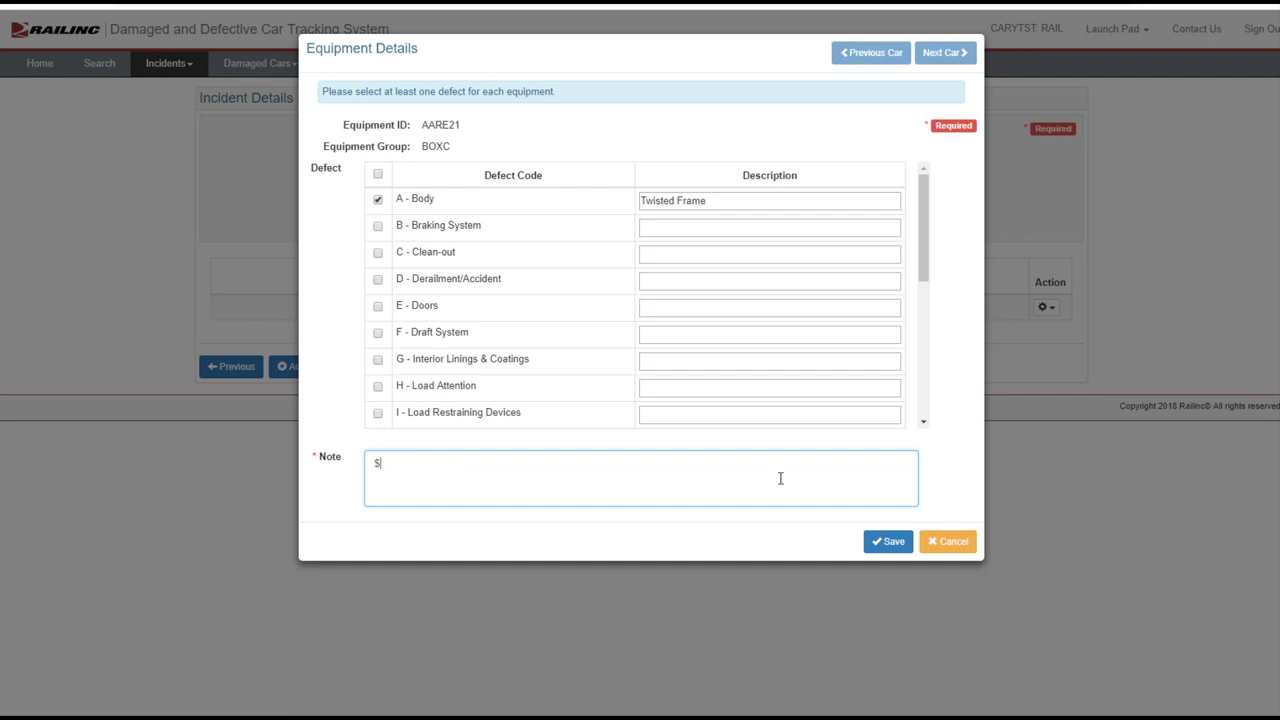 RAILINC Damaged and Defective Car Tracking System
CARYTST. RAIL Launch Pad Contact Us Sign Ou
Home Search Incidents Damaged Cars
Incident Details
Equipment Details
Previous Car Next Car
Please select at least one defect for each equipment.
Equipment ID: AARE21
* Required
* Required
Equipment Group: BOXC
Defect
Defect Code Description
A - Body Twisted Frame
B - Braking System
C - Clean-out
D - Derailment/Accident
E - Doors
F - Draft System
G - Interior Linings & Coatings
H - Load Attention
I - Load Restraining Devices
Action
Previous Ad
* Note
$
Save Cancel
Copyright 2018 Railinc© All rights reserved